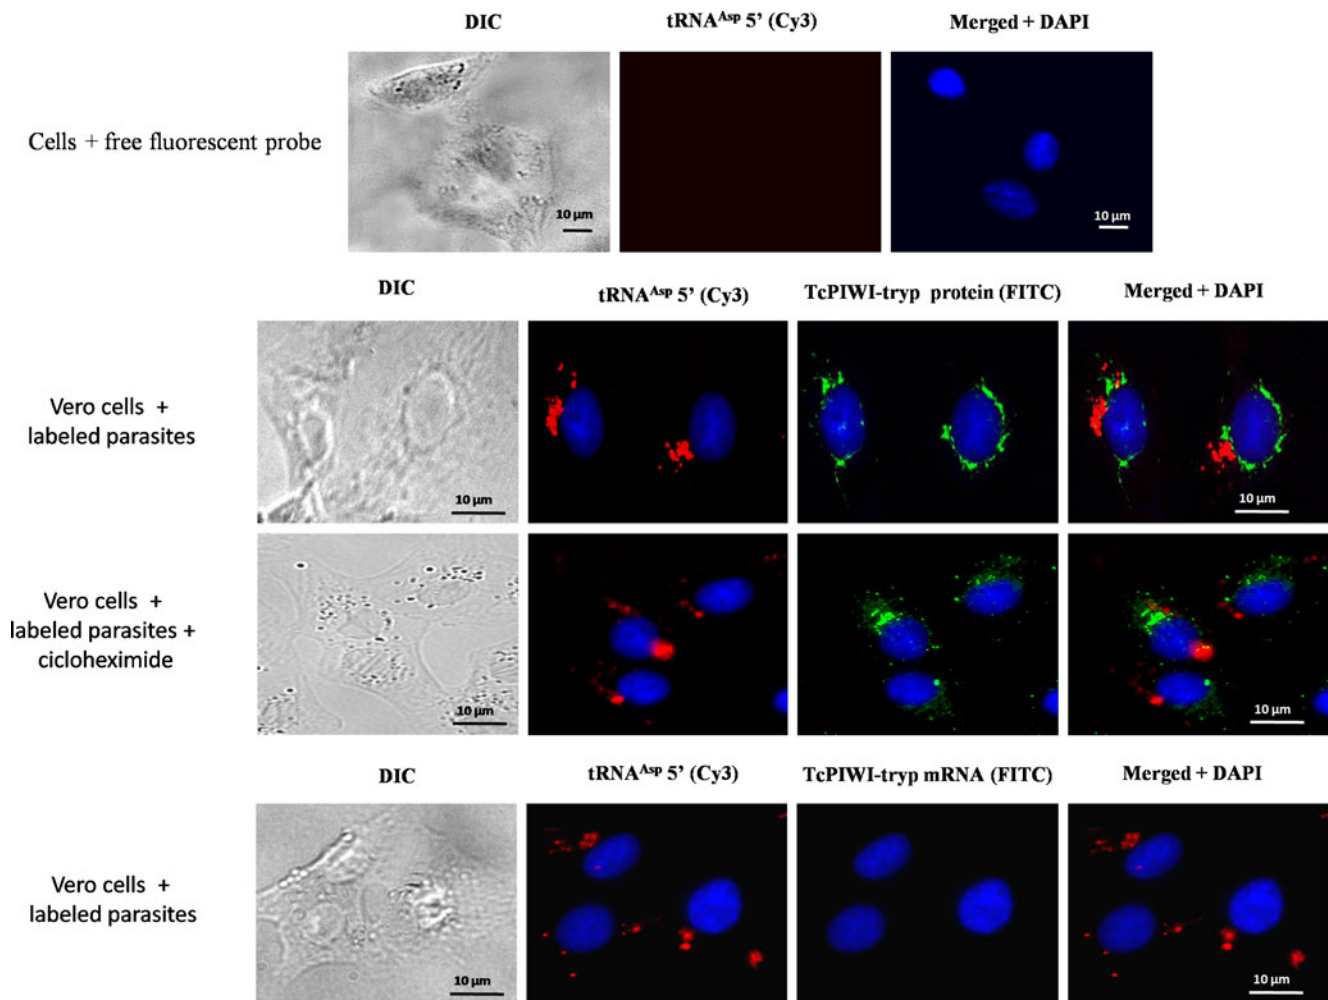 DIC tRNAAsp 5’ (Cy3) Merged + DAPI
Cells + free fluorescent probe
10 µm
10 µm
DIC tRNAAsp 5’ (Cy3) TcPIWI-tryp protein (FITC) Merged + DAPI
Vero cells +
labeled parasites
10 µm
10 µm
Vero cells +
labeled parasites +
cicloheximide
10 µm
10 µm
DIC tRNAAsp 5’ (Cy3) TcPIWI-tryp mRNA (FITC) Merged + DAPI
Vero cells +
labeled parasites
10 µm
10 µm